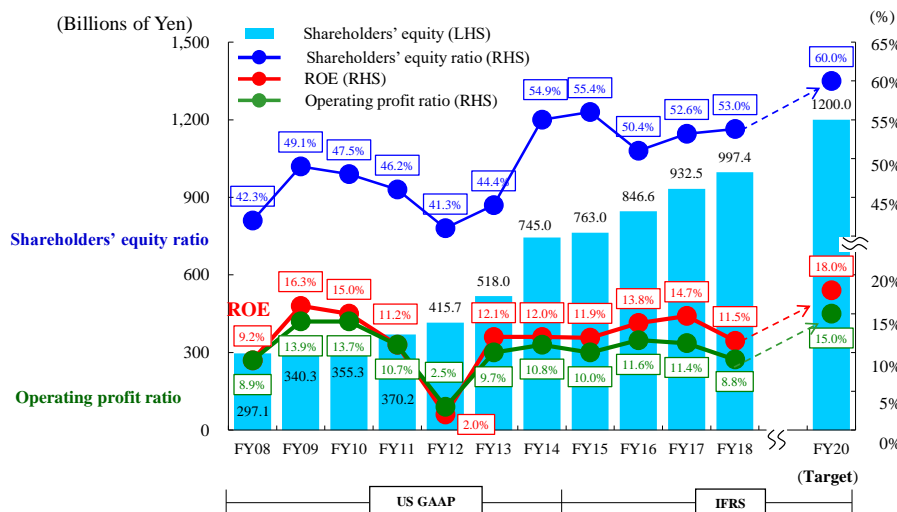 (Billions of Yen)
(%)
Shareholders' equity (LHS)
Shareholders' equity ratio (RHS)
ROE (RHS)
Operating profit ratio (RHS)
1,500
1,200
900
600
300
0
65%
60%
55%
50%
45%
20%
15%
10%
5%
0%
Shareholders' equity ratio
ROE
Operating profit ratio
42.3%
49.1%
47.5%
46.2%
41.3%
44.4%
54.9%
55.4%
50.4%
52.6%
53.0%
60.0%
297.1
340.3
355.3
370.2
415.7
518.0
745.0
763.0
846.6
932.5
997.4
1200.0
9.2%
16.3%
15.0%
11.2%
2.0%
12.1%
12.0%
11.9%
13.8%
14.7%
11.5%
18.0%
8.9%
13.9%
13.7%
10.7%
2.5%
9.7%
10.8%
10.0%
11.6%
11.4%
8.8%
15.0%
FY08
FY09
FY10
FY11
FY12
FY13
FY14
FY15
FY16
FY17
FY18
FY20
(Target)
US GAAP
IFRS